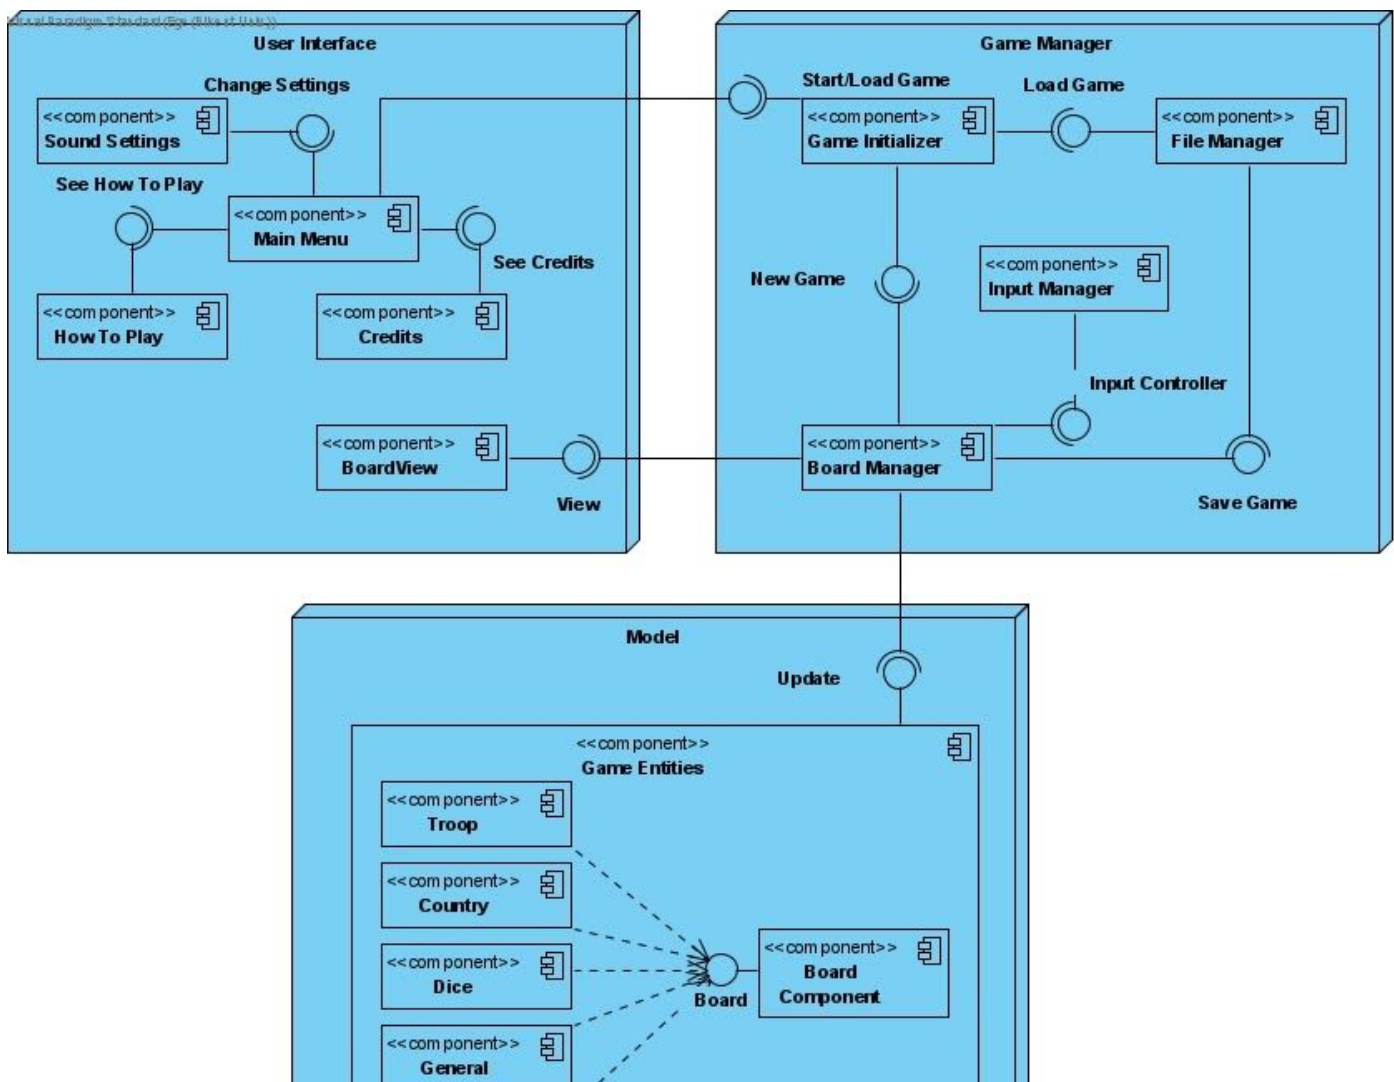 User Interface
Change Settings
<<component>>
Sound Settings
See How To Play
<<component>>
Main Menu
See Credits
<<component>>
How To Play
<<component>>
Credits
<<component>>
BoardView
View
Game Manager
Start/Load Game
Load Game
<<component>>
Game Initializer
<<component>>
File Manager
New Game
<<component>>
Input Manager
Input Controller
<<component>>
Board Manager
Save Game
Model
Update
<<component>>
Game Entities
<<component>>
Troop
<<component>>
Country
<<component>>
Dice
<<component>>
General
Board
<<component>>
Board
Component